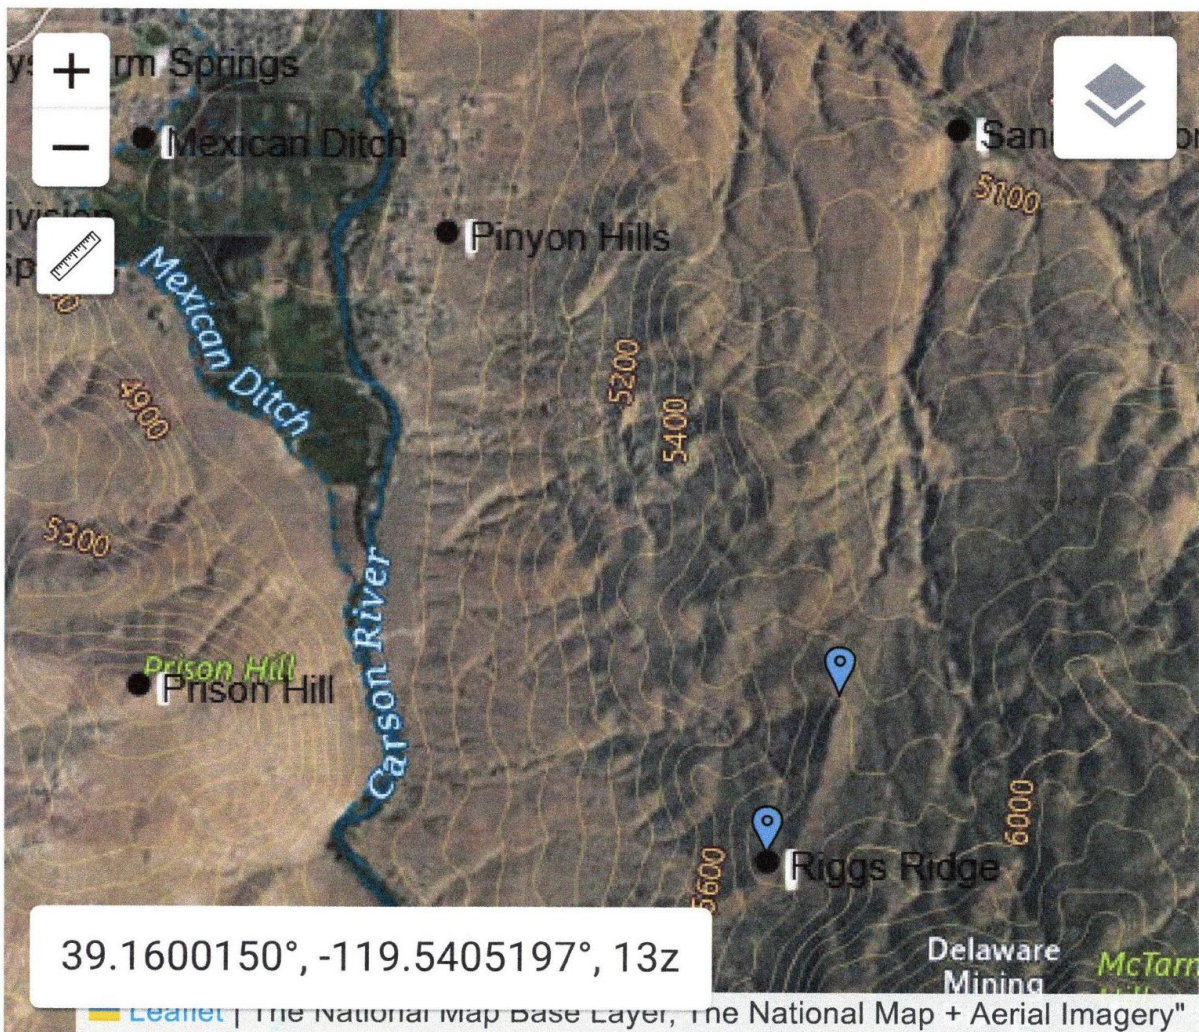 +
rm Springs
−
Mexican Ditch
5100
Pinyon Hills
Mexican Ditch
5200
4900
5400
5300
Carson River
Prison Hill
Prison Hill
6000
Riggs Ridge
5600
39.1600150°, -119.5405197°, 13z
Delaware
Mining
McTarn
Leaflet | The National Map Base Layer, The National Map + Aerial Imagery"